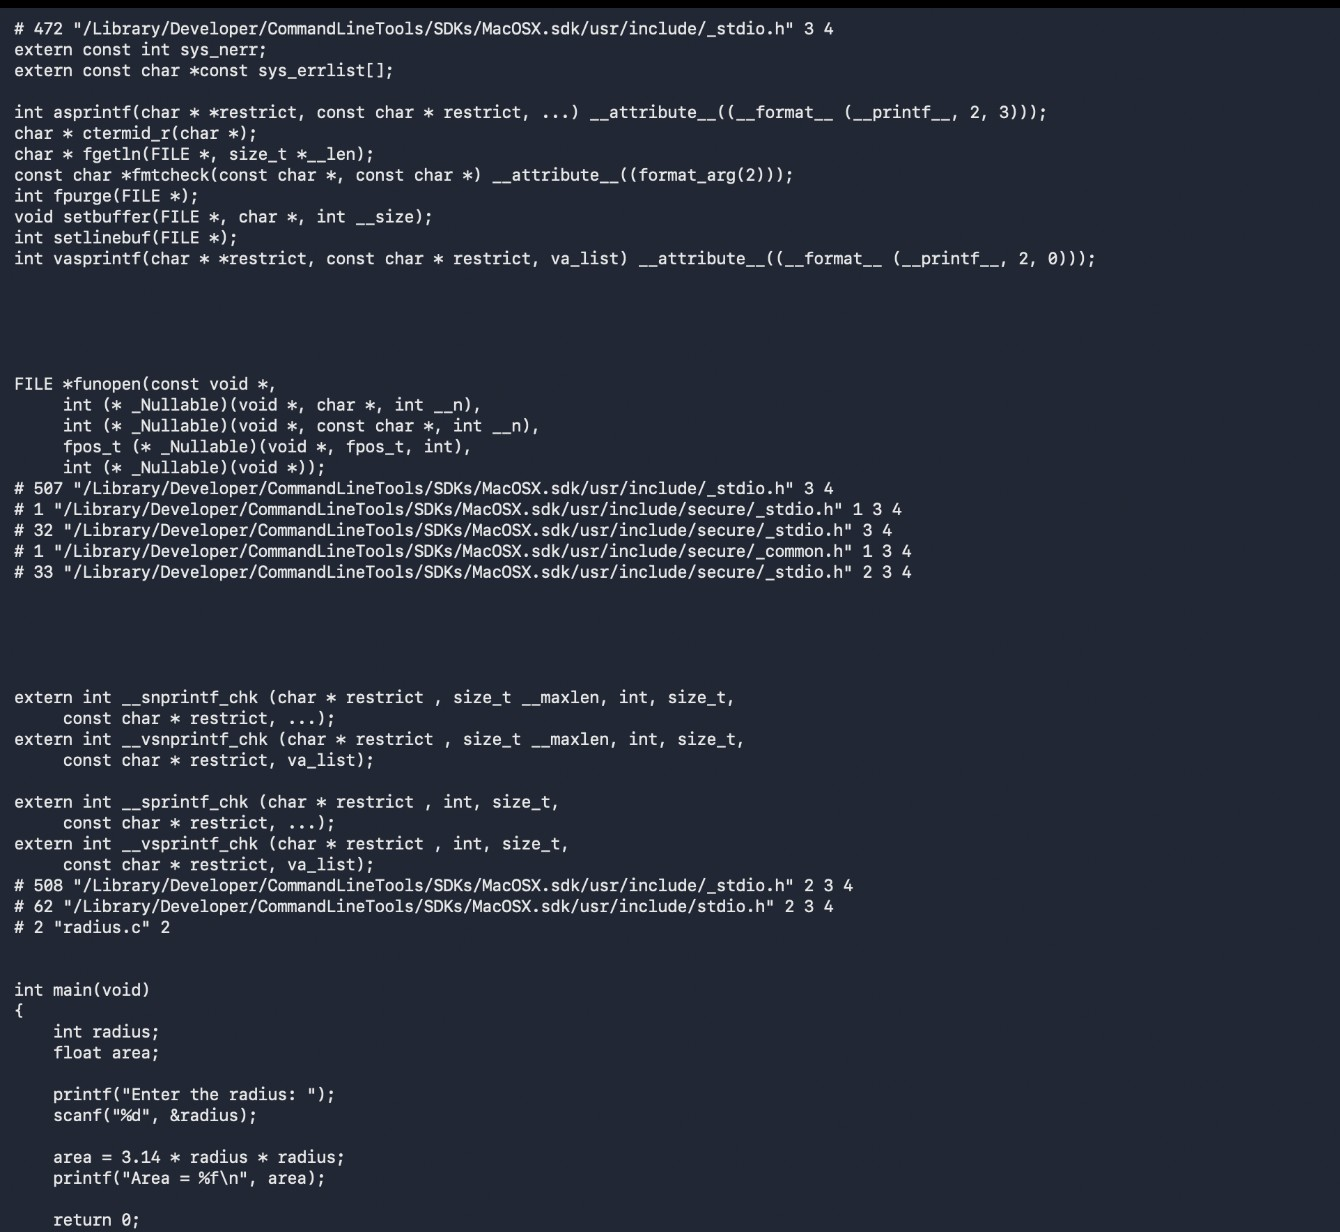 # 472 "/Library/Developer/CommandLineTools/SDKs/MacOSX.sdk/usr/include/_stdio.h" 3 4
extern const int sys_nerr;
extern const char *const sys_errlist[];

int asprintf(char * *restrict, const char * restrict, ...) __attribute__((__format__ (__printf__, 2, 3)));
char * ctermid_r(char *);
char * fgetln(FILE *, size_t *__len);
const char *fmtcheck(const char *, const char *) __attribute__((format_arg(2)));
int fpurge(FILE *);
void setbuffer(FILE *, char *, int __size);
int setlinebuf(FILE *);
int vasprintf(char * *restrict, const char * restrict, va_list) __attribute__((__format__ (__printf__, 2, 0)));

FILE *funopen(const void *,
     int (* _Nullable)(void *, char *, int __n),
     int (* _Nullable)(void *, const char *, int __n),
     fpos_t (* _Nullable)(void *, fpos_t, int),
     int (* _Nullable)(void *));
# 507 "/Library/Developer/CommandLineTools/SDKs/MacOSX.sdk/usr/include/_stdio.h" 3 4
# 1 "/Library/Developer/CommandLineTools/SDKs/MacOSX.sdk/usr/include/secure/_stdio.h" 1 3 4
# 32 "/Library/Developer/CommandLineTools/SDKs/MacOSX.sdk/usr/include/secure/_stdio.h" 3 4
# 1 "/Library/Developer/CommandLineTools/SDKs/MacOSX.sdk/usr/include/secure/_common.h" 1 3 4
# 33 "/Library/Developer/CommandLineTools/SDKs/MacOSX.sdk/usr/include/secure/_stdio.h" 2 3 4

extern int __snprintf_chk (char * restrict , size_t __maxlen, int, size_t,
     const char * restrict, ...);
extern int __vsnprintf_chk (char * restrict , size_t __maxlen, int, size_t,
     const char * restrict, va_list);

extern int __sprintf_chk (char * restrict , int, size_t,
     const char * restrict, ...);
extern int __vsprintf_chk (char * restrict , int, size_t,
     const char * restrict, va_list);
# 508 "/Library/Developer/CommandLineTools/SDKs/MacOSX.sdk/usr/include/_stdio.h" 2 3 4
# 62 "/Library/Developer/CommandLineTools/SDKs/MacOSX.sdk/usr/include/stdio.h" 2 3 4
# 2 "radius.c" 2

int main(void)
{
    int radius;
    float area;

    printf("Enter the radius: ");
    scanf("%d", &radius);

    area = 3.14 * radius * radius;
    printf("Area = %f\n", area);

    return 0;